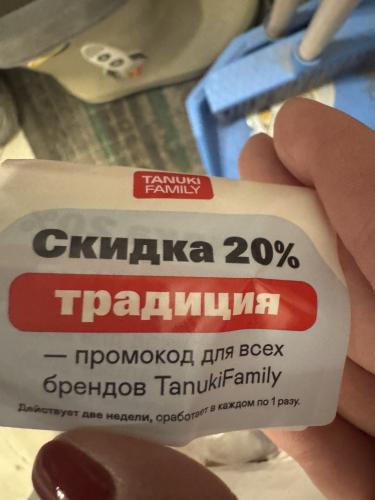 TANUKI
FAMILY
Скидка 20%
традиция
— промокод для всех
брендов TanukiFamily
Действует две недели, сработает в каждом по 1 разу.